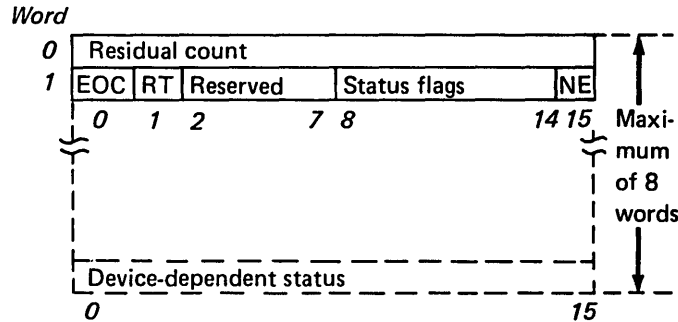 Word
0 Residual count
1 EOC RT Reserved Status flags NE
0 1 2 7 8 14 15
Maxi-
mum
of 8
words
Device-dependent status
0 15